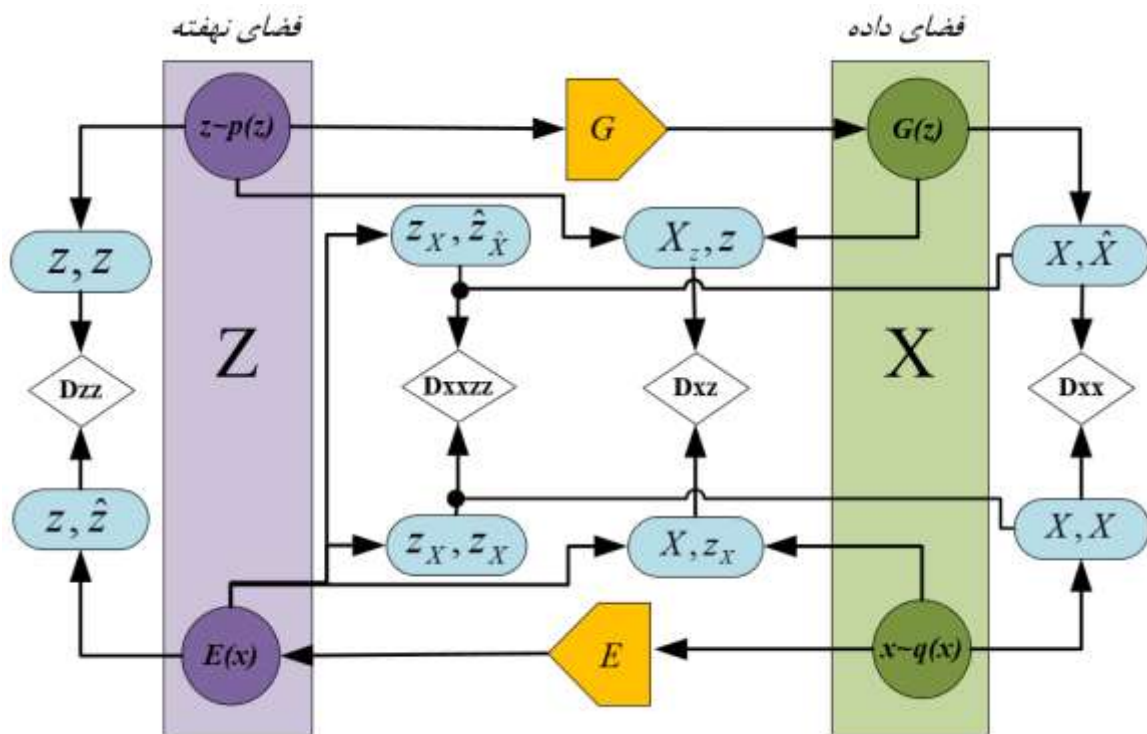 فضای نهفته
فضای داده
z~p(z)
G
G(z)
z, z
z_X, ẑ_X̂
X_z, z
X, X̂
Z
X
Dzz
Dxxzz
Dxz
Dxx
z, ẑ
z_X, z_X
X, z_X
X, X
E(x)
E
x~q(x)